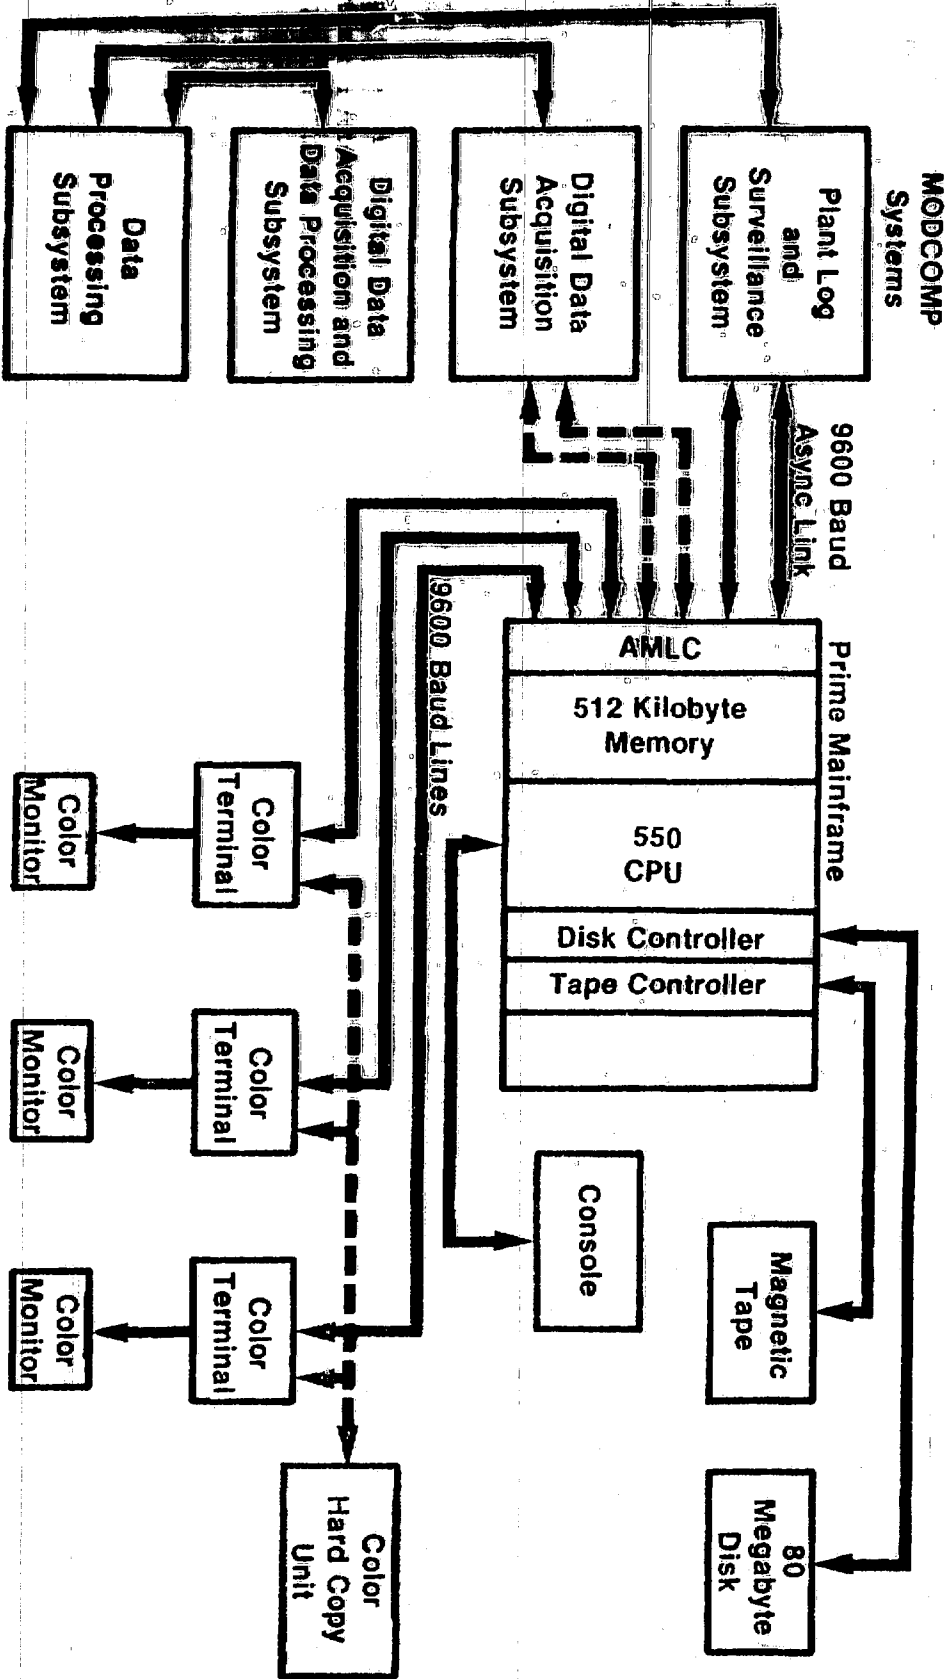 MODCOMP
Systems
Plant Log
and
Surveillance
Subsystem
Digital Data
Acquisition
Subsystem
Digital Data
Acquisition and
Data Processing
Subsystem
Data
Processing
Subsystem
9600 Baud
Async Link
Prime Mainframe
AMLC
512 Kilobyte
Memory
550
CPU
Disk Controller
Tape Controller
9600 Baud Lines
Console
Magnetic
Tape
80
Megabyte
Disk
Color
Terminal
Color
Monitor
Color
Terminal
Color
Monitor
Color
Terminal
Color
Monitor
Color
Hard Copy
Unit